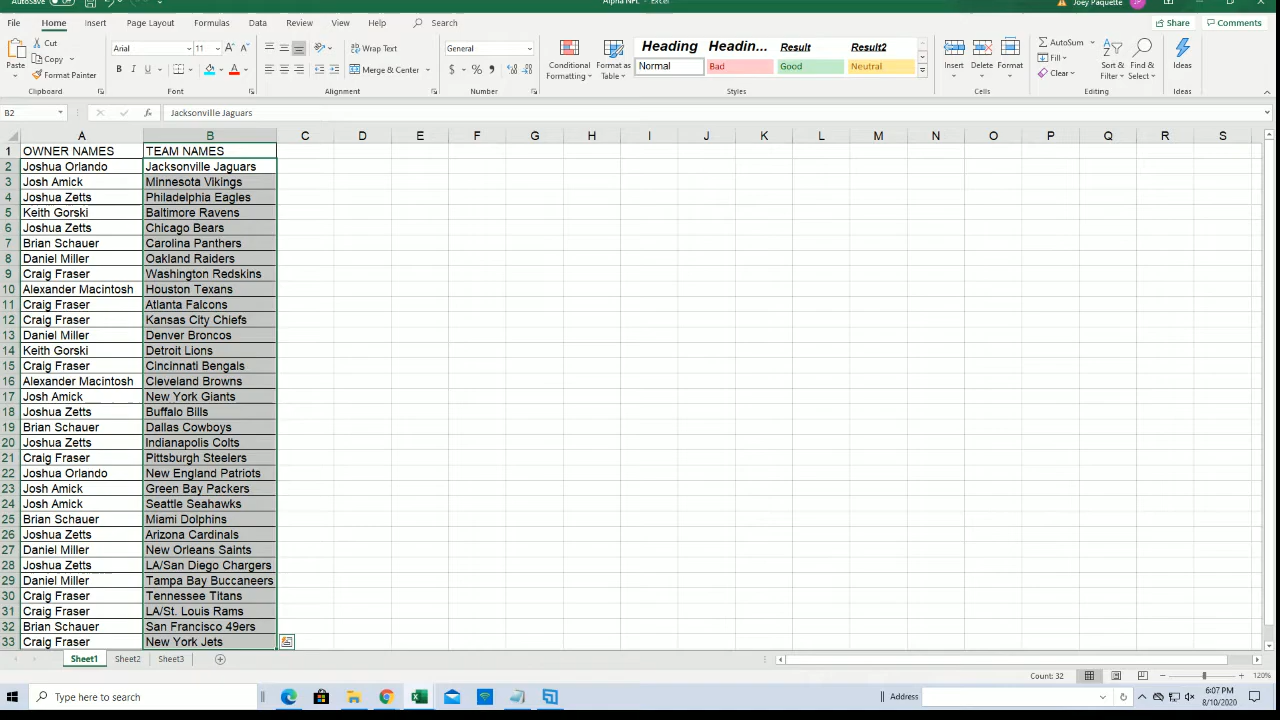 AutoSave Alpha NFL - Excel Joey Paquette JP
File Home Insert Page Layout Formulas Data Review View Help Search Share Comments
Paste Cut Copy Format Painter Clipboard
Arial 11 Font
Wrap Text Merge & Center Alignment
General Number
Conditional Formatting Format as Table
Heading Headin... Result Result2
Normal Bad Good Neutral
Styles
Insert Delete Format Cells
AutoSum Fill Clear Sort & Filter Find & Select Editing
Ideas Ideas
B2 fx Jacksonville Jaguars
A B C D E F G H I J K L M N O P Q R S
1 OWNER NAMES TEAM NAMES
2 Joshua Orlando Jacksonville Jaguars
3 Josh Amick Minnesota Vikings
4 Joshua Zetts Philadelphia Eagles
5 Keith Gorski Baltimore Ravens
6 Joshua Zetts Chicago Bears
7 Brian Schauer Carolina Panthers
8 Daniel Miller Oakland Raiders
9 Craig Fraser Washington Redskins
10 Alexander Macintosh Houston Texans
11 Craig Fraser Atlanta Falcons
12 Craig Fraser Kansas City Chiefs
13 Daniel Miller Denver Broncos
14 Keith Gorski Detroit Lions
15 Craig Fraser Cincinnati Bengals
16 Alexander Macintosh Cleveland Browns
17 Josh Amick New York Giants
18 Joshua Zetts Buffalo Bills
19 Brian Schauer Dallas Cowboys
20 Joshua Zetts Indianapolis Colts
21 Craig Fraser Pittsburgh Steelers
22 Joshua Orlando New England Patriots
23 Josh Amick Green Bay Packers
24 Josh Amick Seattle Seahawks
25 Brian Schauer Miami Dolphins
26 Joshua Zetts Arizona Cardinals
27 Daniel Miller New Orleans Saints
28 Joshua Zetts LA/San Diego Chargers
29 Daniel Miller Tampa Bay Buccaneers
30 Craig Fraser Tennessee Titans
31 Craig Fraser LA/St. Louis Rams
32 Brian Schauer San Francisco 49ers
33 Craig Fraser New York Jets
Sheet1 Sheet2 Sheet3
Count: 32 120%
Type here to search Address 6:07 PM
8/10/2020